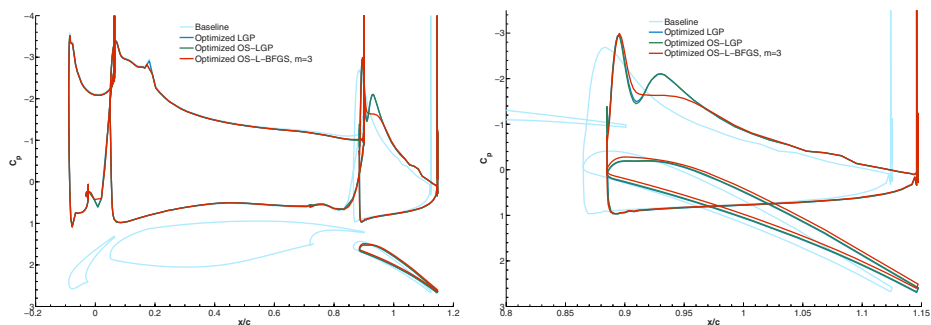 Baseline
Optimized LGP
Optimized OS-LGP
Optimized OS-L-BFGS, m=3
−4
−3
−2
−1
0
1
2
3
Cp
−0.2
0
0.2
0.4
0.6
0.8
1
1.2
x/c
Baseline
Optimized LGP
Optimized OS-LGP
Optimized OS-L-BFGS, m=3
−3
−2
−1
0
1
2
3
Cp
0.8
0.85
0.9
0.95
1
1.05
1.1
1.15
x/c